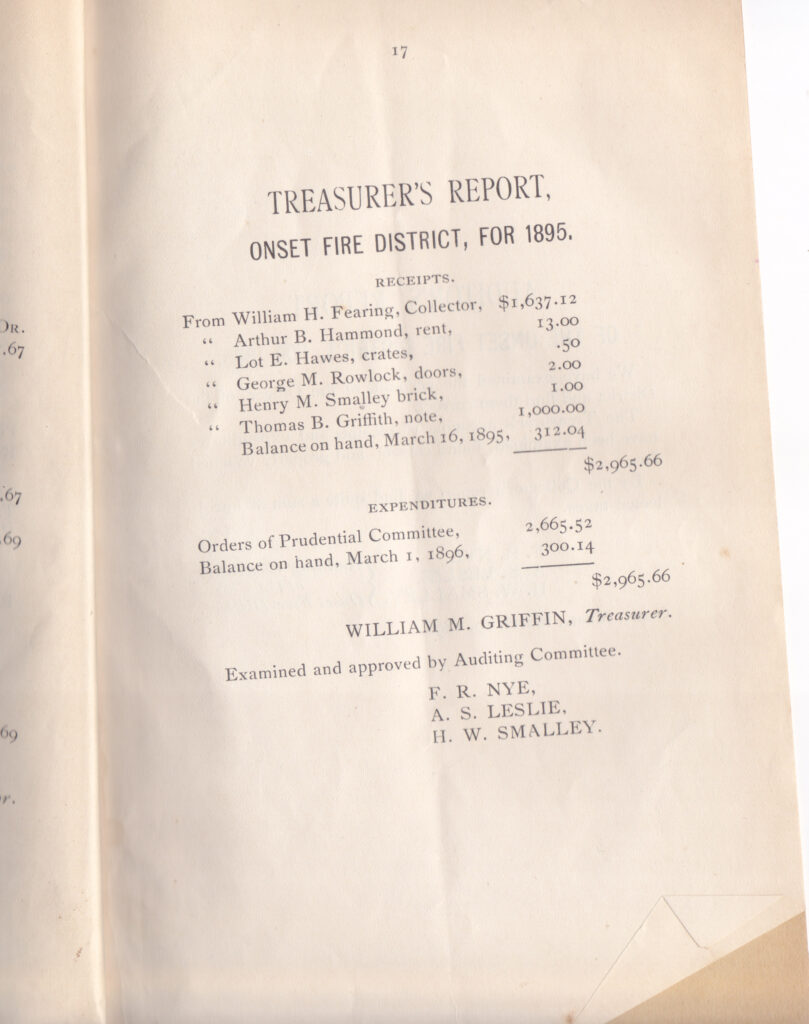 17
TREASURER'S REPORT,
ONSET FIRE DISTRICT, FOR 1895.
RECEIPTS.
From William H. Fearing, Collector, $1,637.12
“ Arthur B. Hammond, rent, 13.00
“ Lot E. Hawes, crates, .50
“ George M. Rowlock, doors, 2.00
“ Henry M. Smalley brick, 1.00
“ Thomas B. Griffith, note, 1,000.00
Balance on hand, March 16, 1895, 312.04
$2,965.66
EXPENDITURES.
Orders of Prudential Committee, 2,665.52
Balance on hand, March 1, 1896, 300.14
$2,965.66
WILLIAM M. GRIFFIN, Treasurer.
Examined and approved by Auditing Committee.
F. R. NYE,
A. S. LESLIE,
H. W. SMALLEY.
.67
.67
.69
69